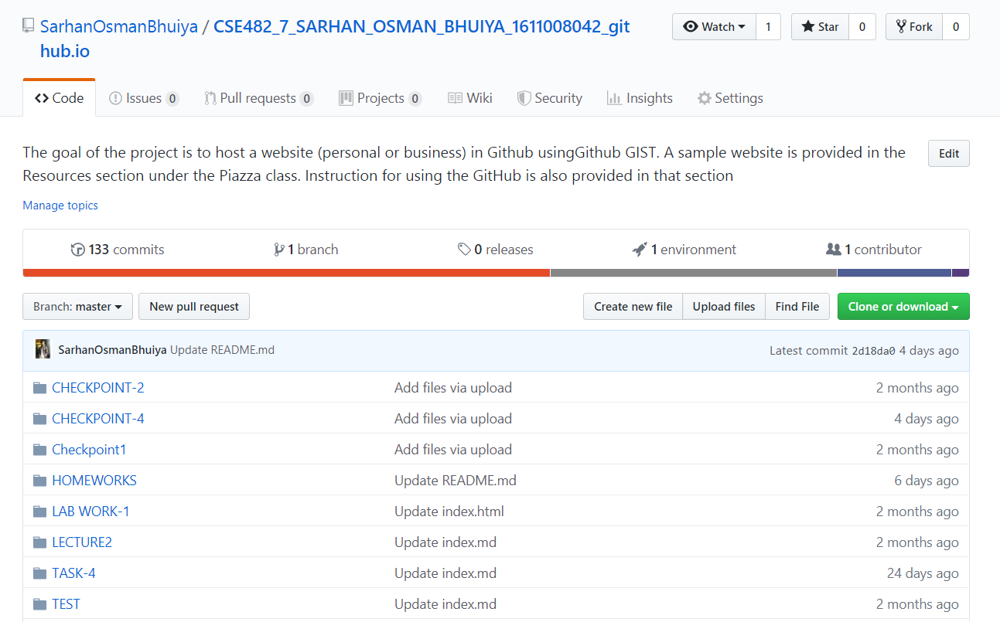 SarhanOsmanBhuiya / CSE482_7_SARHAN_OSMAN_BHUIYA_1611008042_git
hub.io
Watch 1 Star 0 Fork 0
Code Issues 0 Pull requests 0 Projects 0 Wiki Security Insights Settings
The goal of the project is to host a website (personal or business) in Github usingGithub GIST. A sample website is provided in the
Resources section under the Piazza class. Instruction for using the GitHub is also provided in that section
Edit
Manage topics
133 commits 1 branch 0 releases 1 environment 1 contributor
Branch: master New pull request Create new file Upload files Find File Clone or download
SarhanOsmanBhuiya Update README.md Latest commit 2d18da0 4 days ago
CHECKPOINT-2 Add files via upload 2 months ago
CHECKPOINT-4 Add files via upload 4 days ago
Checkpoint1 Add files via upload 2 months ago
HOMEWORKS Update README.md 6 days ago
LAB WORK-1 Update index.html 2 months ago
LECTURE2 Update index.md 2 months ago
TASK-4 Update index.md 24 days ago
TEST Update index.md 2 months ago